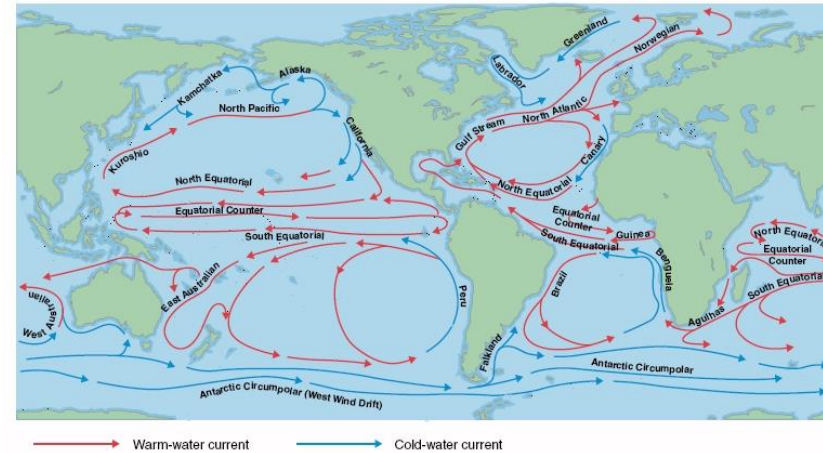 Greenland
Norwegian
Labrador
Alaska
Kamchatka
North Pacific
California
Gulf Stream
North Atlantic
Canary
Kuroshio
North Equatorial
North Equatorial
Equatorial Counter
Equatorial
Counter
Guinea
South Equatorial
South Equatorial
Benguela
North Equatoria
Equatorial
Counter
South Equatorial
East Australian
West Australian
Peru
Brazil
Agulhas
Falkland
Antarctic Circumpolar
Antarctic Circumpolar (West Wind Drift)
Warm-water current
Cold-water current